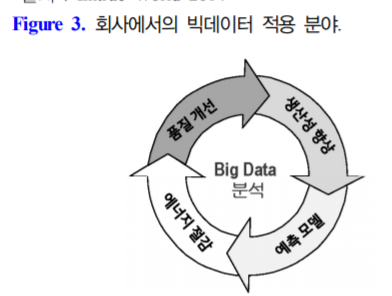 Figure 3. 회사에서의 빅데이터 적용 분야.
품질 개선
생산성 향상
Big Data
분석
에너지 절감
예측 모델